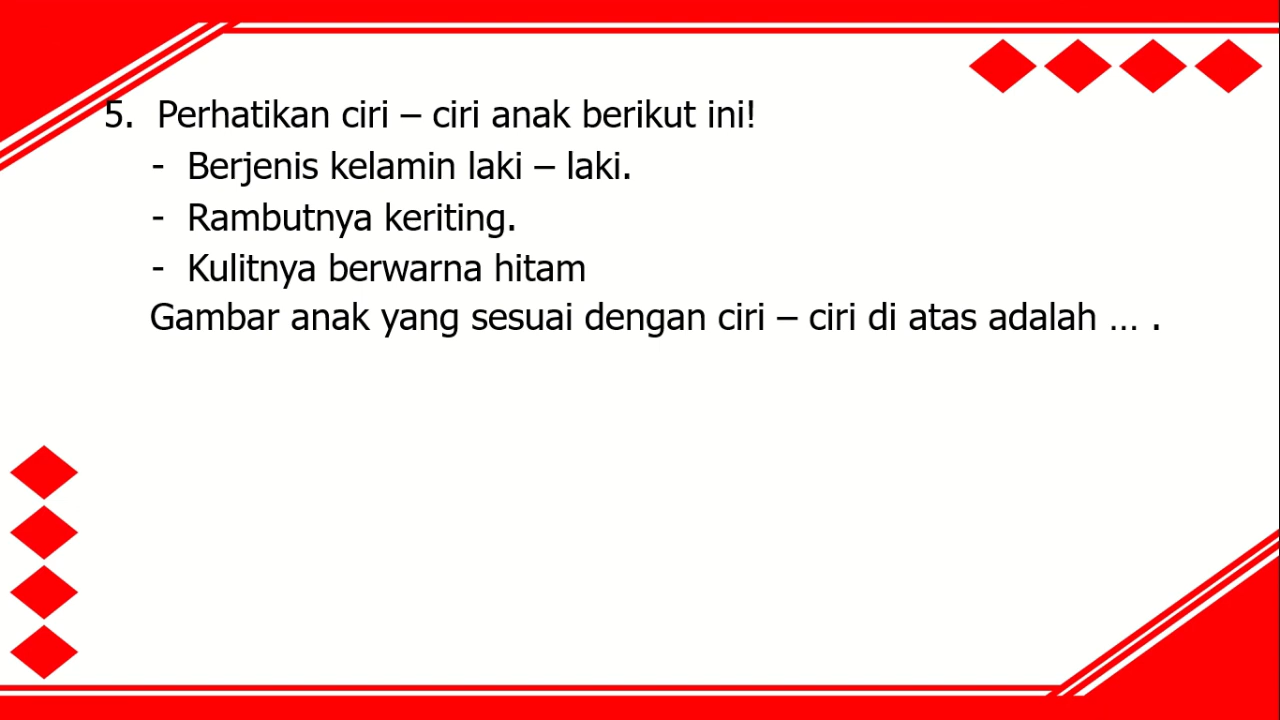 5. Perhatikan ciri – ciri anak berikut ini!
- Berjenis kelamin laki – laki.
- Rambutnya keriting.
- Kulitnya berwarna hitam
Gambar anak yang sesuai dengan ciri – ciri di atas adalah ... .